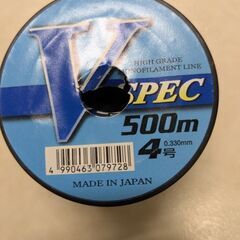 V SPEC
HIGH GRADE
MONOFILAMENT LINE
500m
4号
0.330mm
4 990463 079728
MADE IN JAPAN